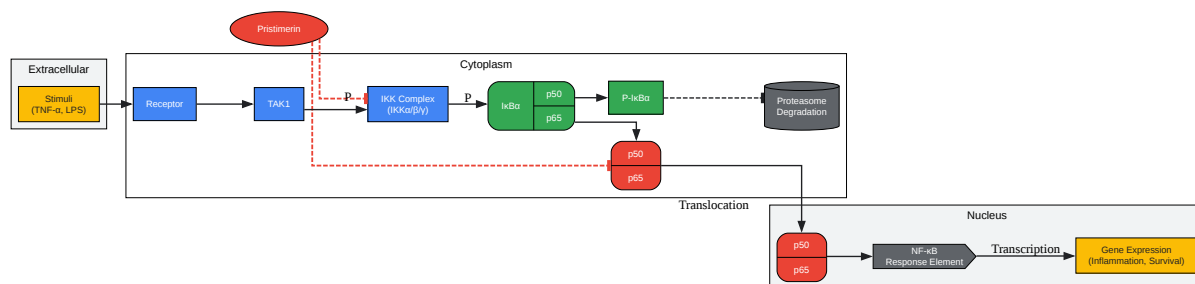 Pristimerin
Extracellular
Stimuli
(TNF-α, LPS)
Cytoplasm
Receptor
TAK1
P
IKK Complex
(IKKα/β/γ)
P
IκBα
p50
p65
P-IκBα
Proteasome
Degradation
p50
p65
Translocation
Nucleus
p50
p65
NF-κB
Response Element
Transcription
Gene Expression
(Inflammation, Survival)